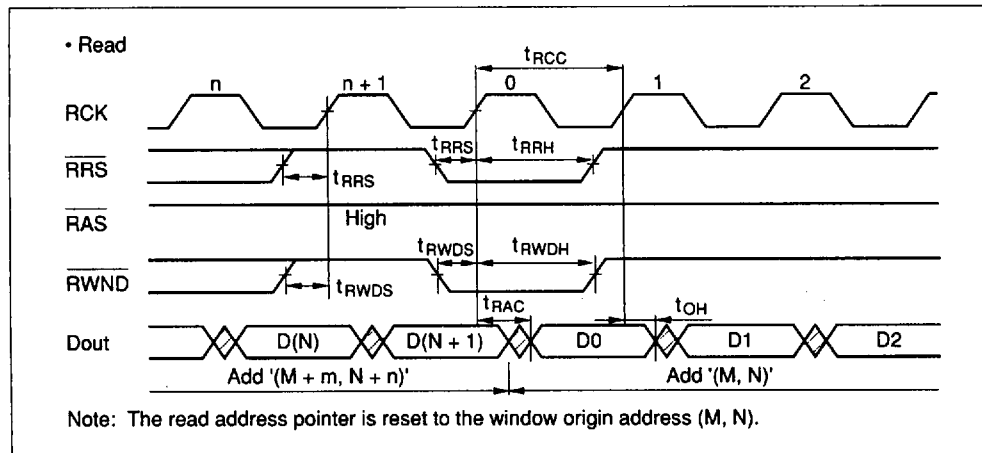 • Read
tRCC
n n + 1 0 1 2
RCK
tRRS tRRH
RRS
tRRS
RAS
High
tRWDS tRWDH
RWND
tRWDS
tRAC tOH
Dout D(N) D(N + 1) D0 D1 D2
Add '(M + m, N + n)' Add '(M, N)'
Note: The read address pointer is reset to the window origin address (M, N).